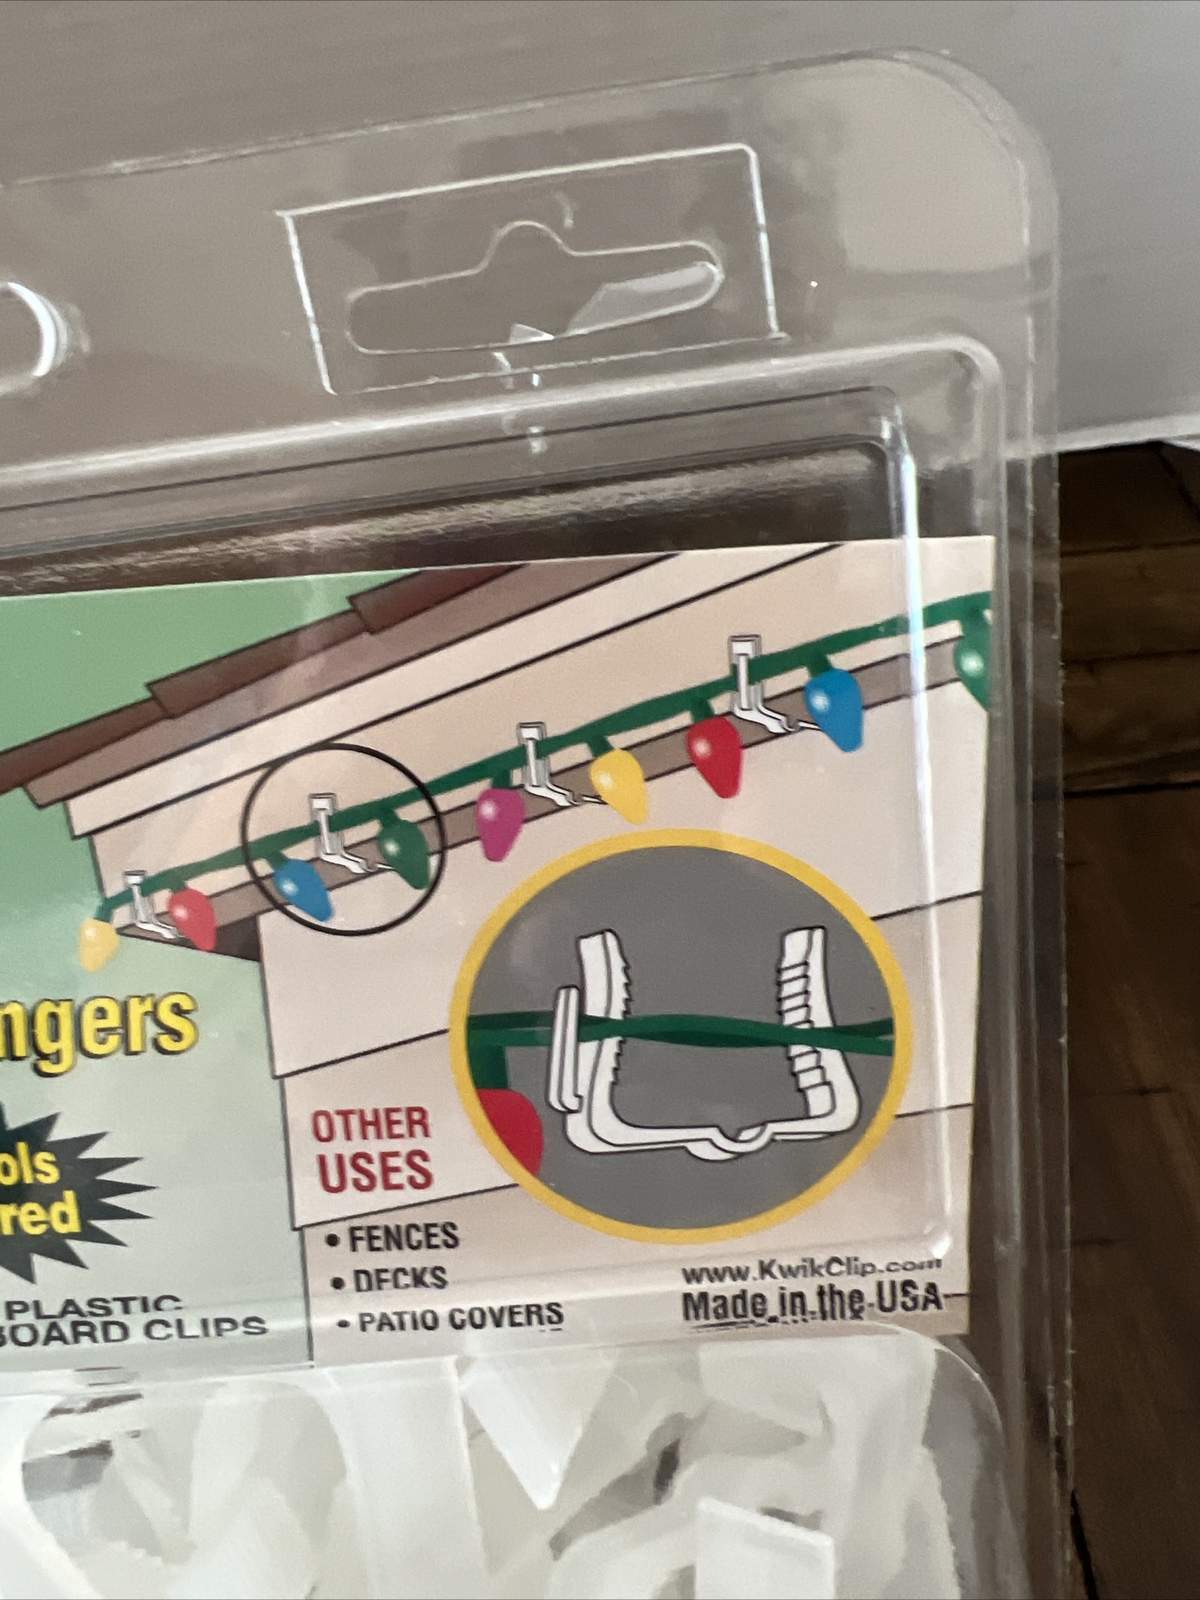 ngers
ols
red
PLASTIC
BOARD CLIPS
OTHER
USES
• FENCES
• DECKS
• PATIO COVERS
www.KwikClip.com
Made in the USA